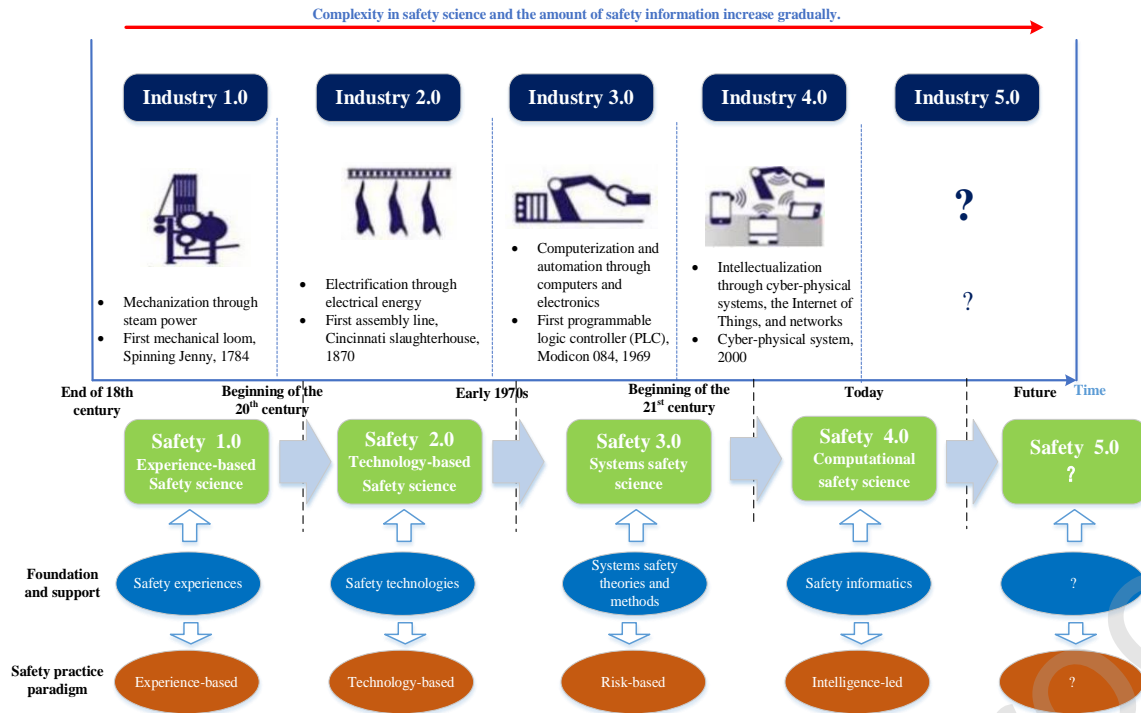 Complexity in safety science and the amount of safety information increase gradually.
Industry 1.0
Industry 2.0
Industry 3.0
Industry 4.0
Industry 5.0
• Mechanization through
steam power
• First mechanical loom,
Spinning Jenny, 1784
• Electrification through
electrical energy
• First assembly line,
Cincinnati slaughterhouse,
1870
• Computerization and
automation through
computers and
electronics
• First programmable
logic controller (PLC),
Modicon 084, 1969
• Intellectualization
through cyber-physical
systems, the Internet of
Things, and networks
• Cyber-physical system,
2000
?
?
End of 18th
century
Beginning of the
20th century
Early 1970s
Beginning of the
21st century
Today
Future
Time
Safety 1.0
Experience-based
Safety science
Safety 2.0
Technology-based
Safety science
Safety 3.0
Systems safety
science
Safety 4.0
Computational
safety science
Safety 5.0
?
Foundation
and support
Safety experiences
Safety technologies
Systems safety
theories and
methods
Safety informatics
?
Safety practice
paradigm
Experience-based
Technology-based
Risk-based
Intelligence-led
?